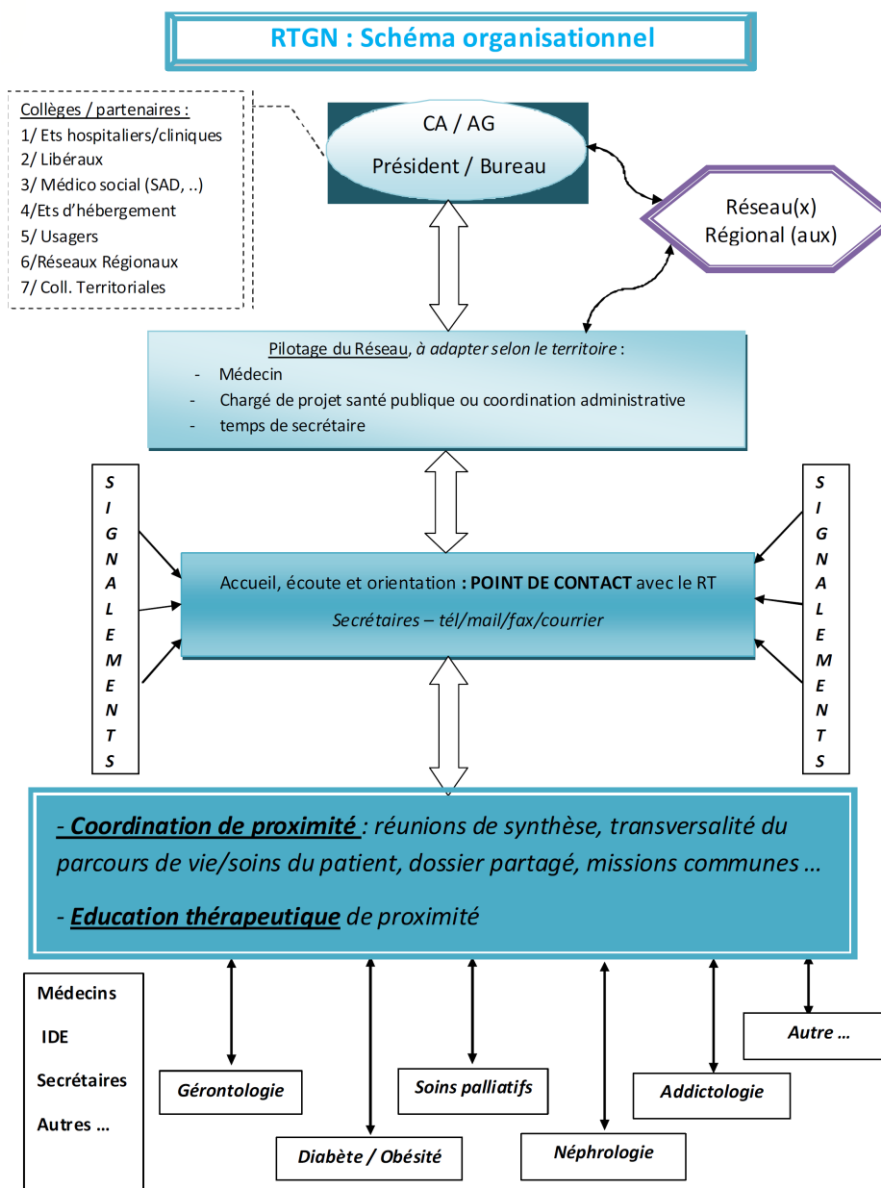 RTGN : Schéma organisationnel
Collèges / partenaires :
1/ Ets hospitaliers/cliniques
2/ Libéraux
3/ Médico social (SAD, ..)
4/Ets d’hébergement
5/ Usagers
6/Réseaux Régionaux
7/ Coll. Territoriales
CA / AG
Président / Bureau
Réseau(x)
Régional (aux)
Pilotage du Réseau, à adapter selon le territoire :
- Médecin
- Chargé de projet santé publique ou coordination administrative
- temps de secrétaire
S
I
G
N
A
L
L
E
M
E
N
T
S
Accueil, écoute et orientation : POINT DE CONTACT avec le RT
Secrétaires – tél/mail/fax/courrier
S
I
G
N
A
L
E
M
E
N
T
S
- Coordination de proximité : réunions de synthèse, transversalité du
parcours de vie/soins du patient, dossier partagé, missions communes …
- Education thérapeutique de proximité
Médecins
IDE
Secrétaires
Autres …
Gérontologie
Diabète / Obésité
Soins palliatifs
Néphrologie
Addictologie
Autre …